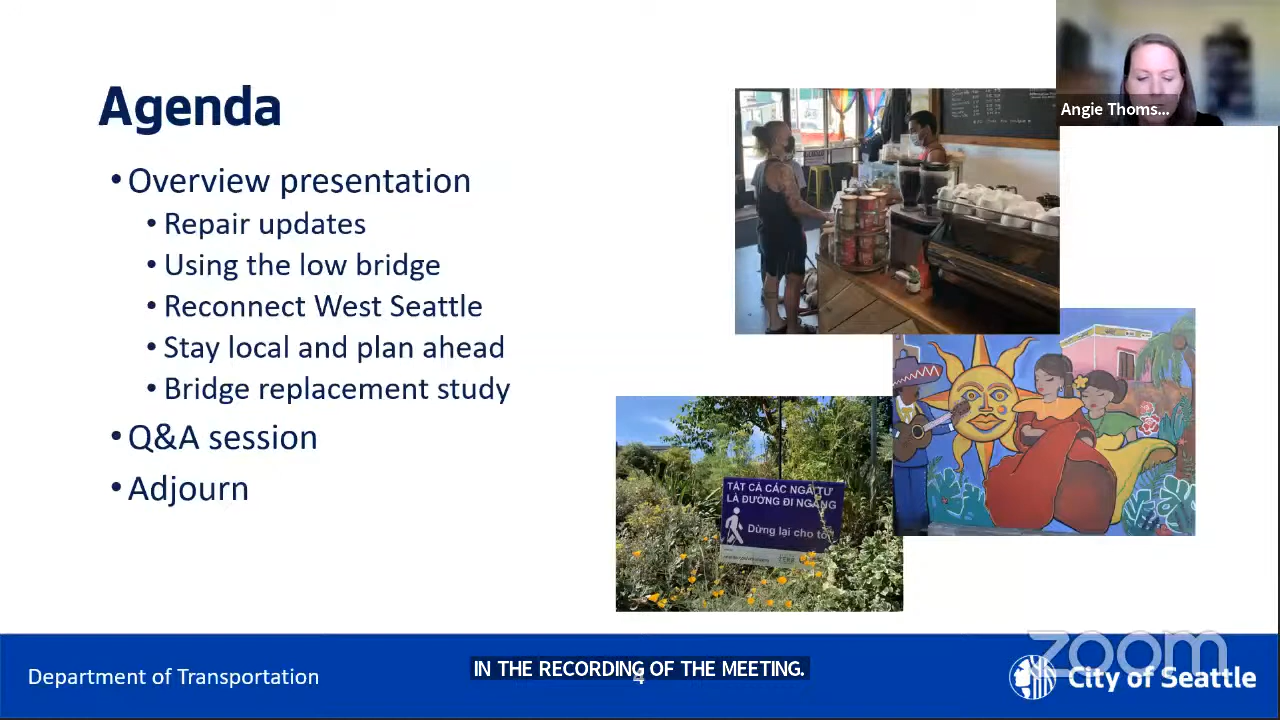 Agenda
• Overview presentation
• Repair updates
• Using the low bridge
• Reconnect West Seattle
• Stay local and plan ahead
• Bridge replacement study
• Q&A session
• Adjourn
Angie Thoms...
TẤT CẢ CÁC NGÃ TƯ
LÀ ĐƯỜNG ĐI NGANG
Dừng lại cho tôi
Department of Transportation
IN THE RECORDING OF THE MEETING.
4
zoom
City of Seattle